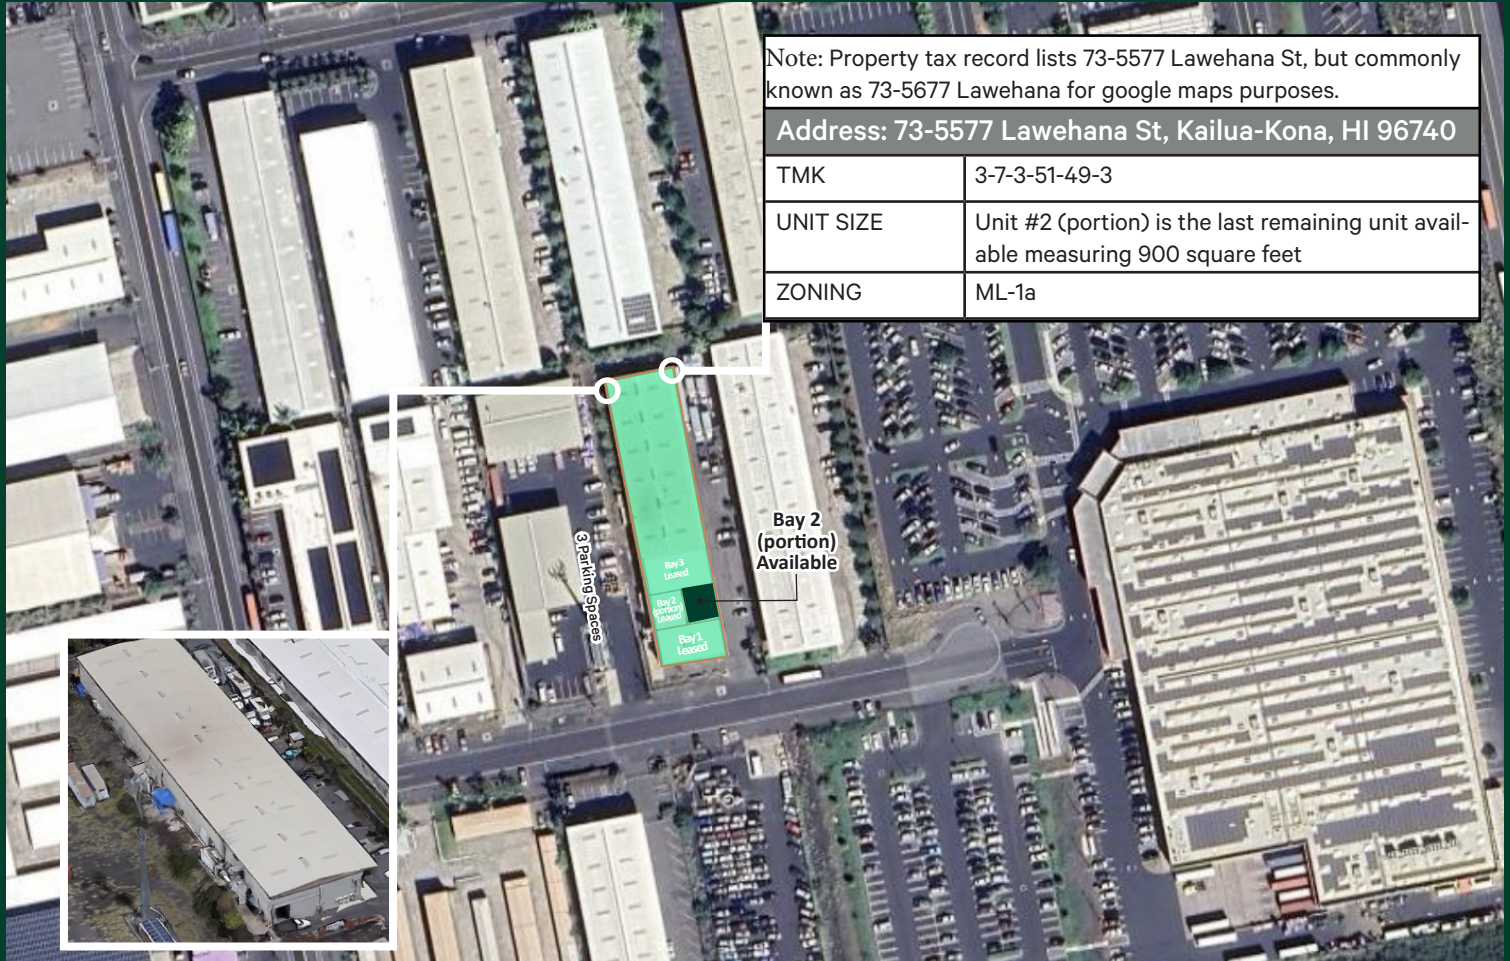 Note: Property tax record lists 73-5577 Lawehana St, but commonly
known as 73-5677 Lawehana for google maps purposes.
Address: 73-5577 Lawehana St, Kailua-Kona, HI 96740
TMK 3-7-3-51-49-3
UNIT SIZE Unit #2 (portion) is the last remaining unit avail-
able measuring 900 square feet
ZONING ML-1a
Bay 2
(portion)
Available
3 Parking Spaces
Bay 3
Leased
Bay 2
(portion)
Leased
Bay 1
Leased